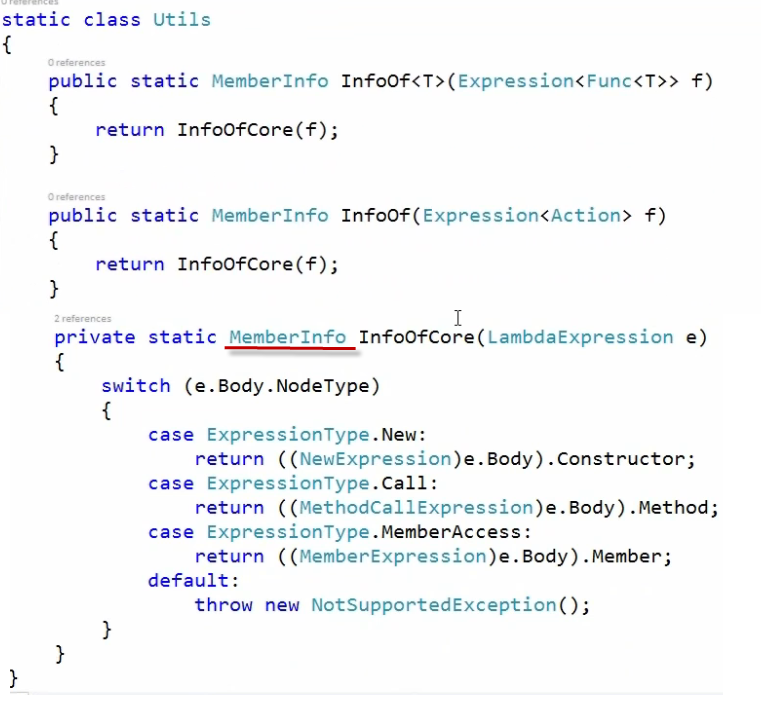 0 references
static class Utils
{
0 references
public static MemberInfo InfoOf<T>(Expression<Func<T>> f)
{
return InfoOfCore(f);
}
0 references
public static MemberInfo InfoOf(Expression<Action> f)
{
return InfoOfCore(f);
}
2 references
private static MemberInfo InfoOfCore(LambdaExpression e)
{
switch (e.Body.NodeType)
{
case ExpressionType.New:
return ((NewExpression)e.Body).Constructor;
case ExpressionType.Call:
return ((MethodCallExpression)e.Body).Method;
case ExpressionType.MemberAccess:
return ((MemberExpression)e.Body).Member;
default:
throw new NotSupportedException();
}
}
}